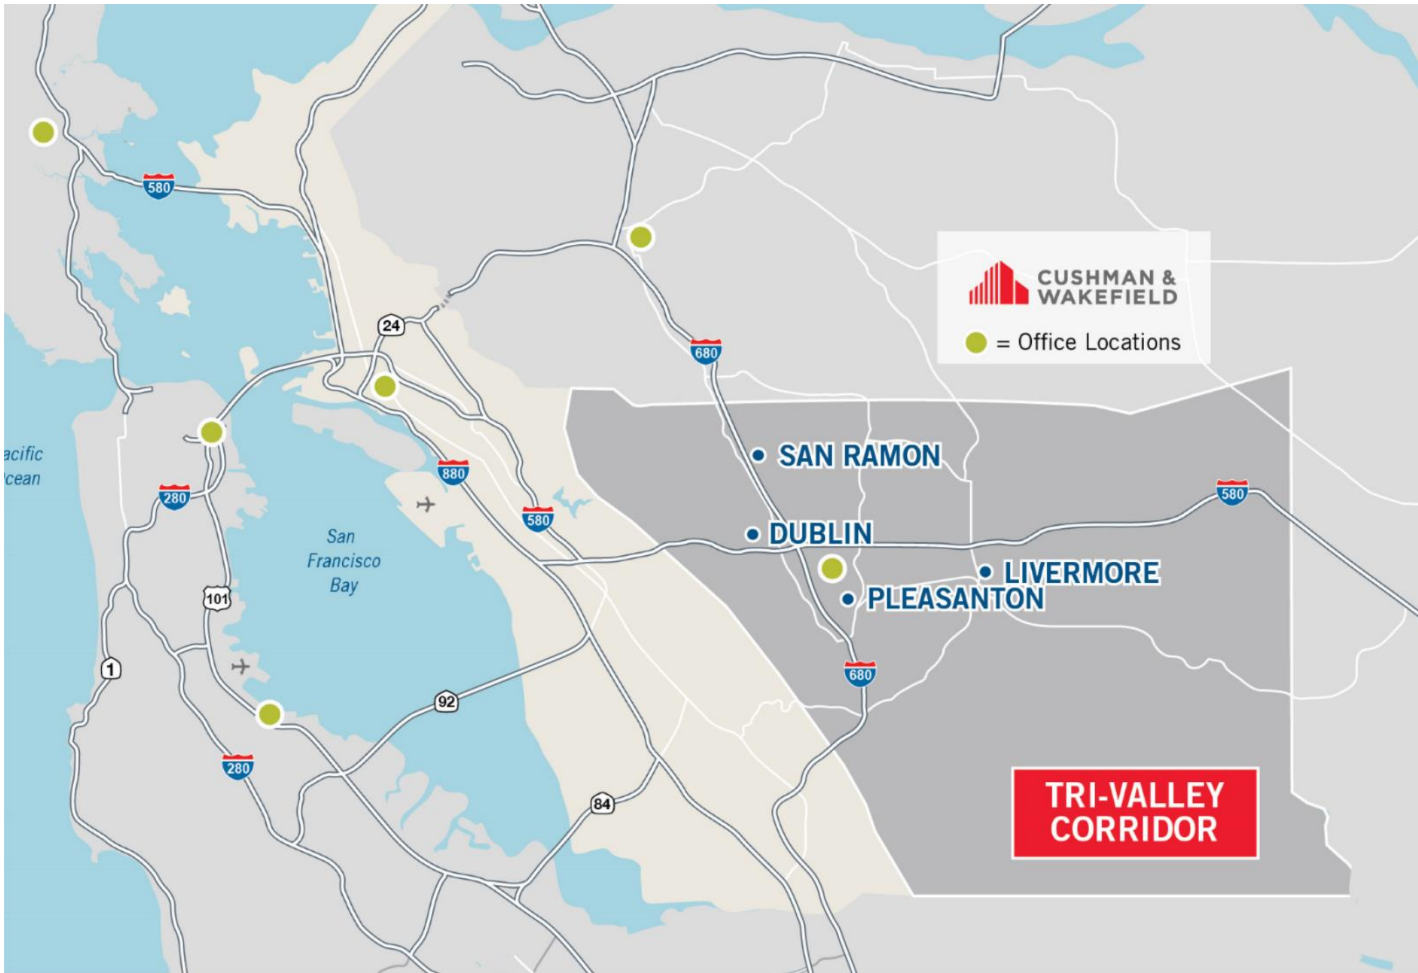 580
CUSHMAN &
WAKEFIELD
= Office Locations
24
680
SAN RAMON
acific
cean
880
280
580
580
DUBLIN
San
Francisco
Bay
LIVERMORE
PLEASANTON
101
1
680
92
280
84
TRI-VALLEY
CORRIDOR